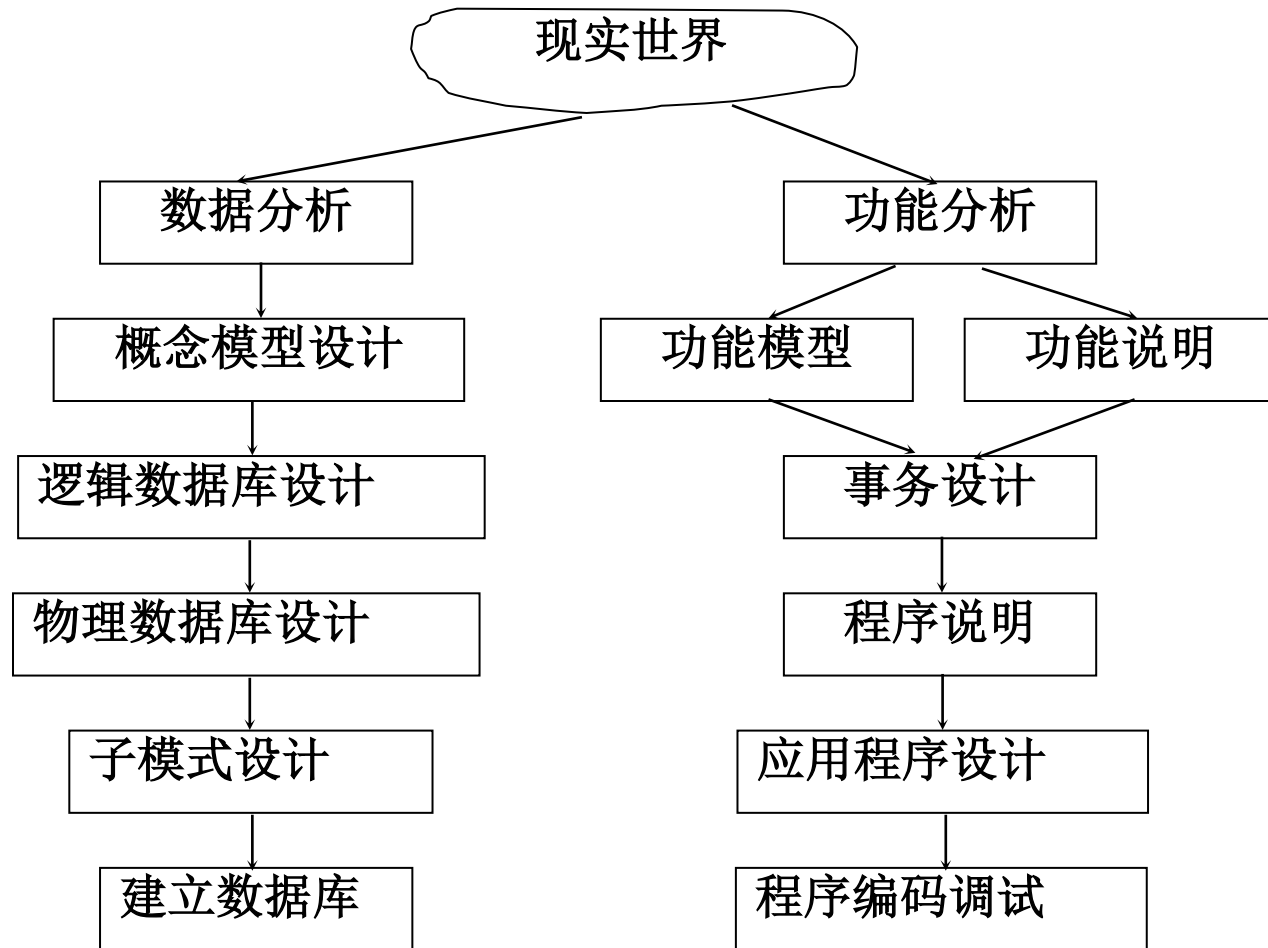 现实世界
数据分析
功能分析
概念模型设计
功能模型
功能说明
逻辑数据库设计
事务设计
物理数据库设计
程序说明
子模式设计
应用程序设计
建立数据库
程序编码调试